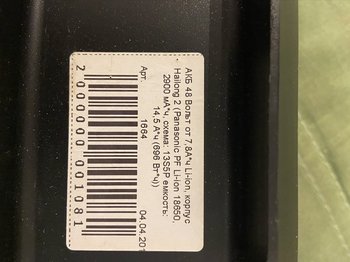 АКБ 48 Вольт от 7,8А*ч Li-ion, корпус
Hailong 2 (Panasonic PF Li-ion 18650,
2900 мА*ч, схема: 13S5P емкость:
14,5 А*ч (696 Вт*ч))
Арт. 1664 04.04.201
2 000000 001081